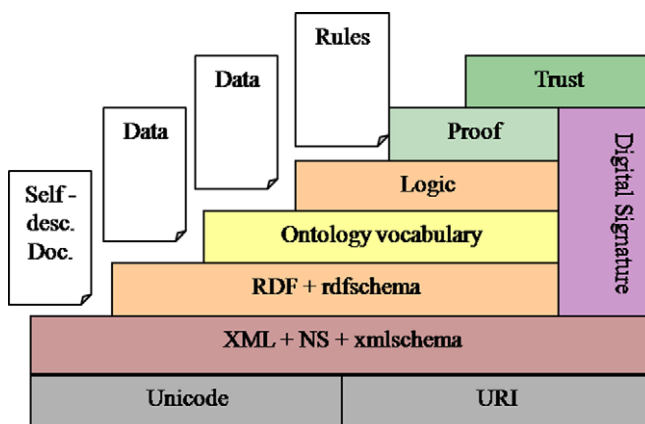 Rules
Data
Trust
Data
Proof
Digital Signature
Self -
desc.
Doc.
Logic
Ontology vocabulary
RDF + rdfschema
XML + NS + xmlschema
Unicode
URI